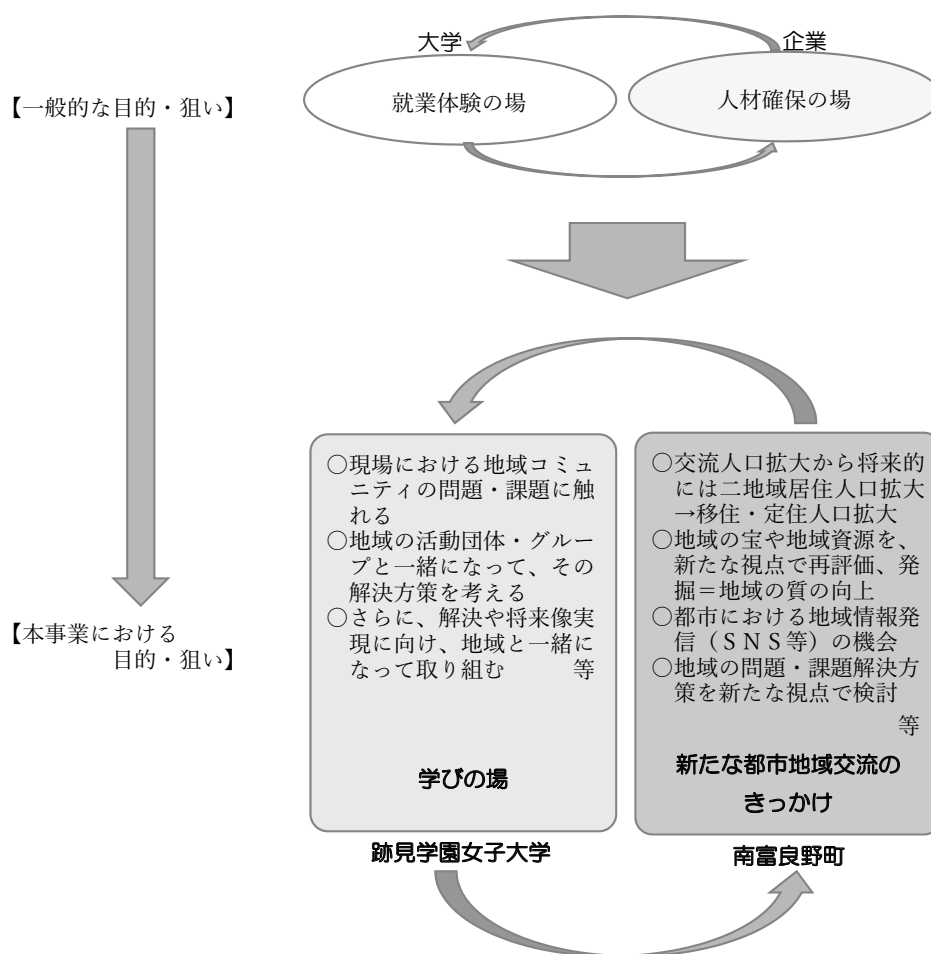 大学
企業
【一般的な目的・狙い】
就業体験の場
人材確保の場
【本事業における
目的・狙い】
○現場における地域コミュ
ニティの問題・課題に触
れる
○地域の活動団体・グルー
プと一緒になって、その
解決方策を考える
○さらに、解決や将来像実
現に向け、地域と一緒に
なって取り組む　　　等
学びの場
跡見学園女子大学
○交流人口拡大から将来的
には二地域居住人口拡大
→移住・定住人口拡大
○地域の宝や地域資源を、
新たな視点で再評価、発
掘＝地域の質の向上
○都市における地域情報発
信（ＳＮＳ等）の機会
○地域の問題・課題解決方
策を新たな視点で検討
等
新たな都市地域交流の
きっかけ
南富良野町